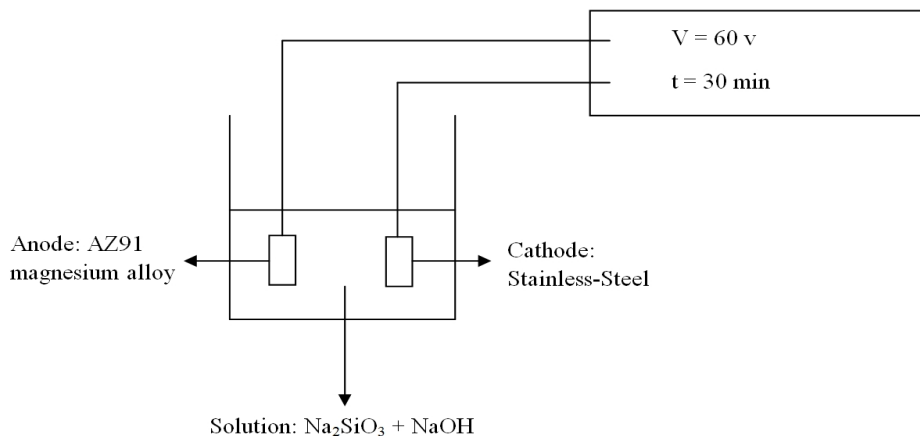 V = 60 v
t = 30 min
Anode: AZ91
magnesium alloy
Cathode:
Stainless-Steel
Solution: Na₂SiO₃ + NaOH